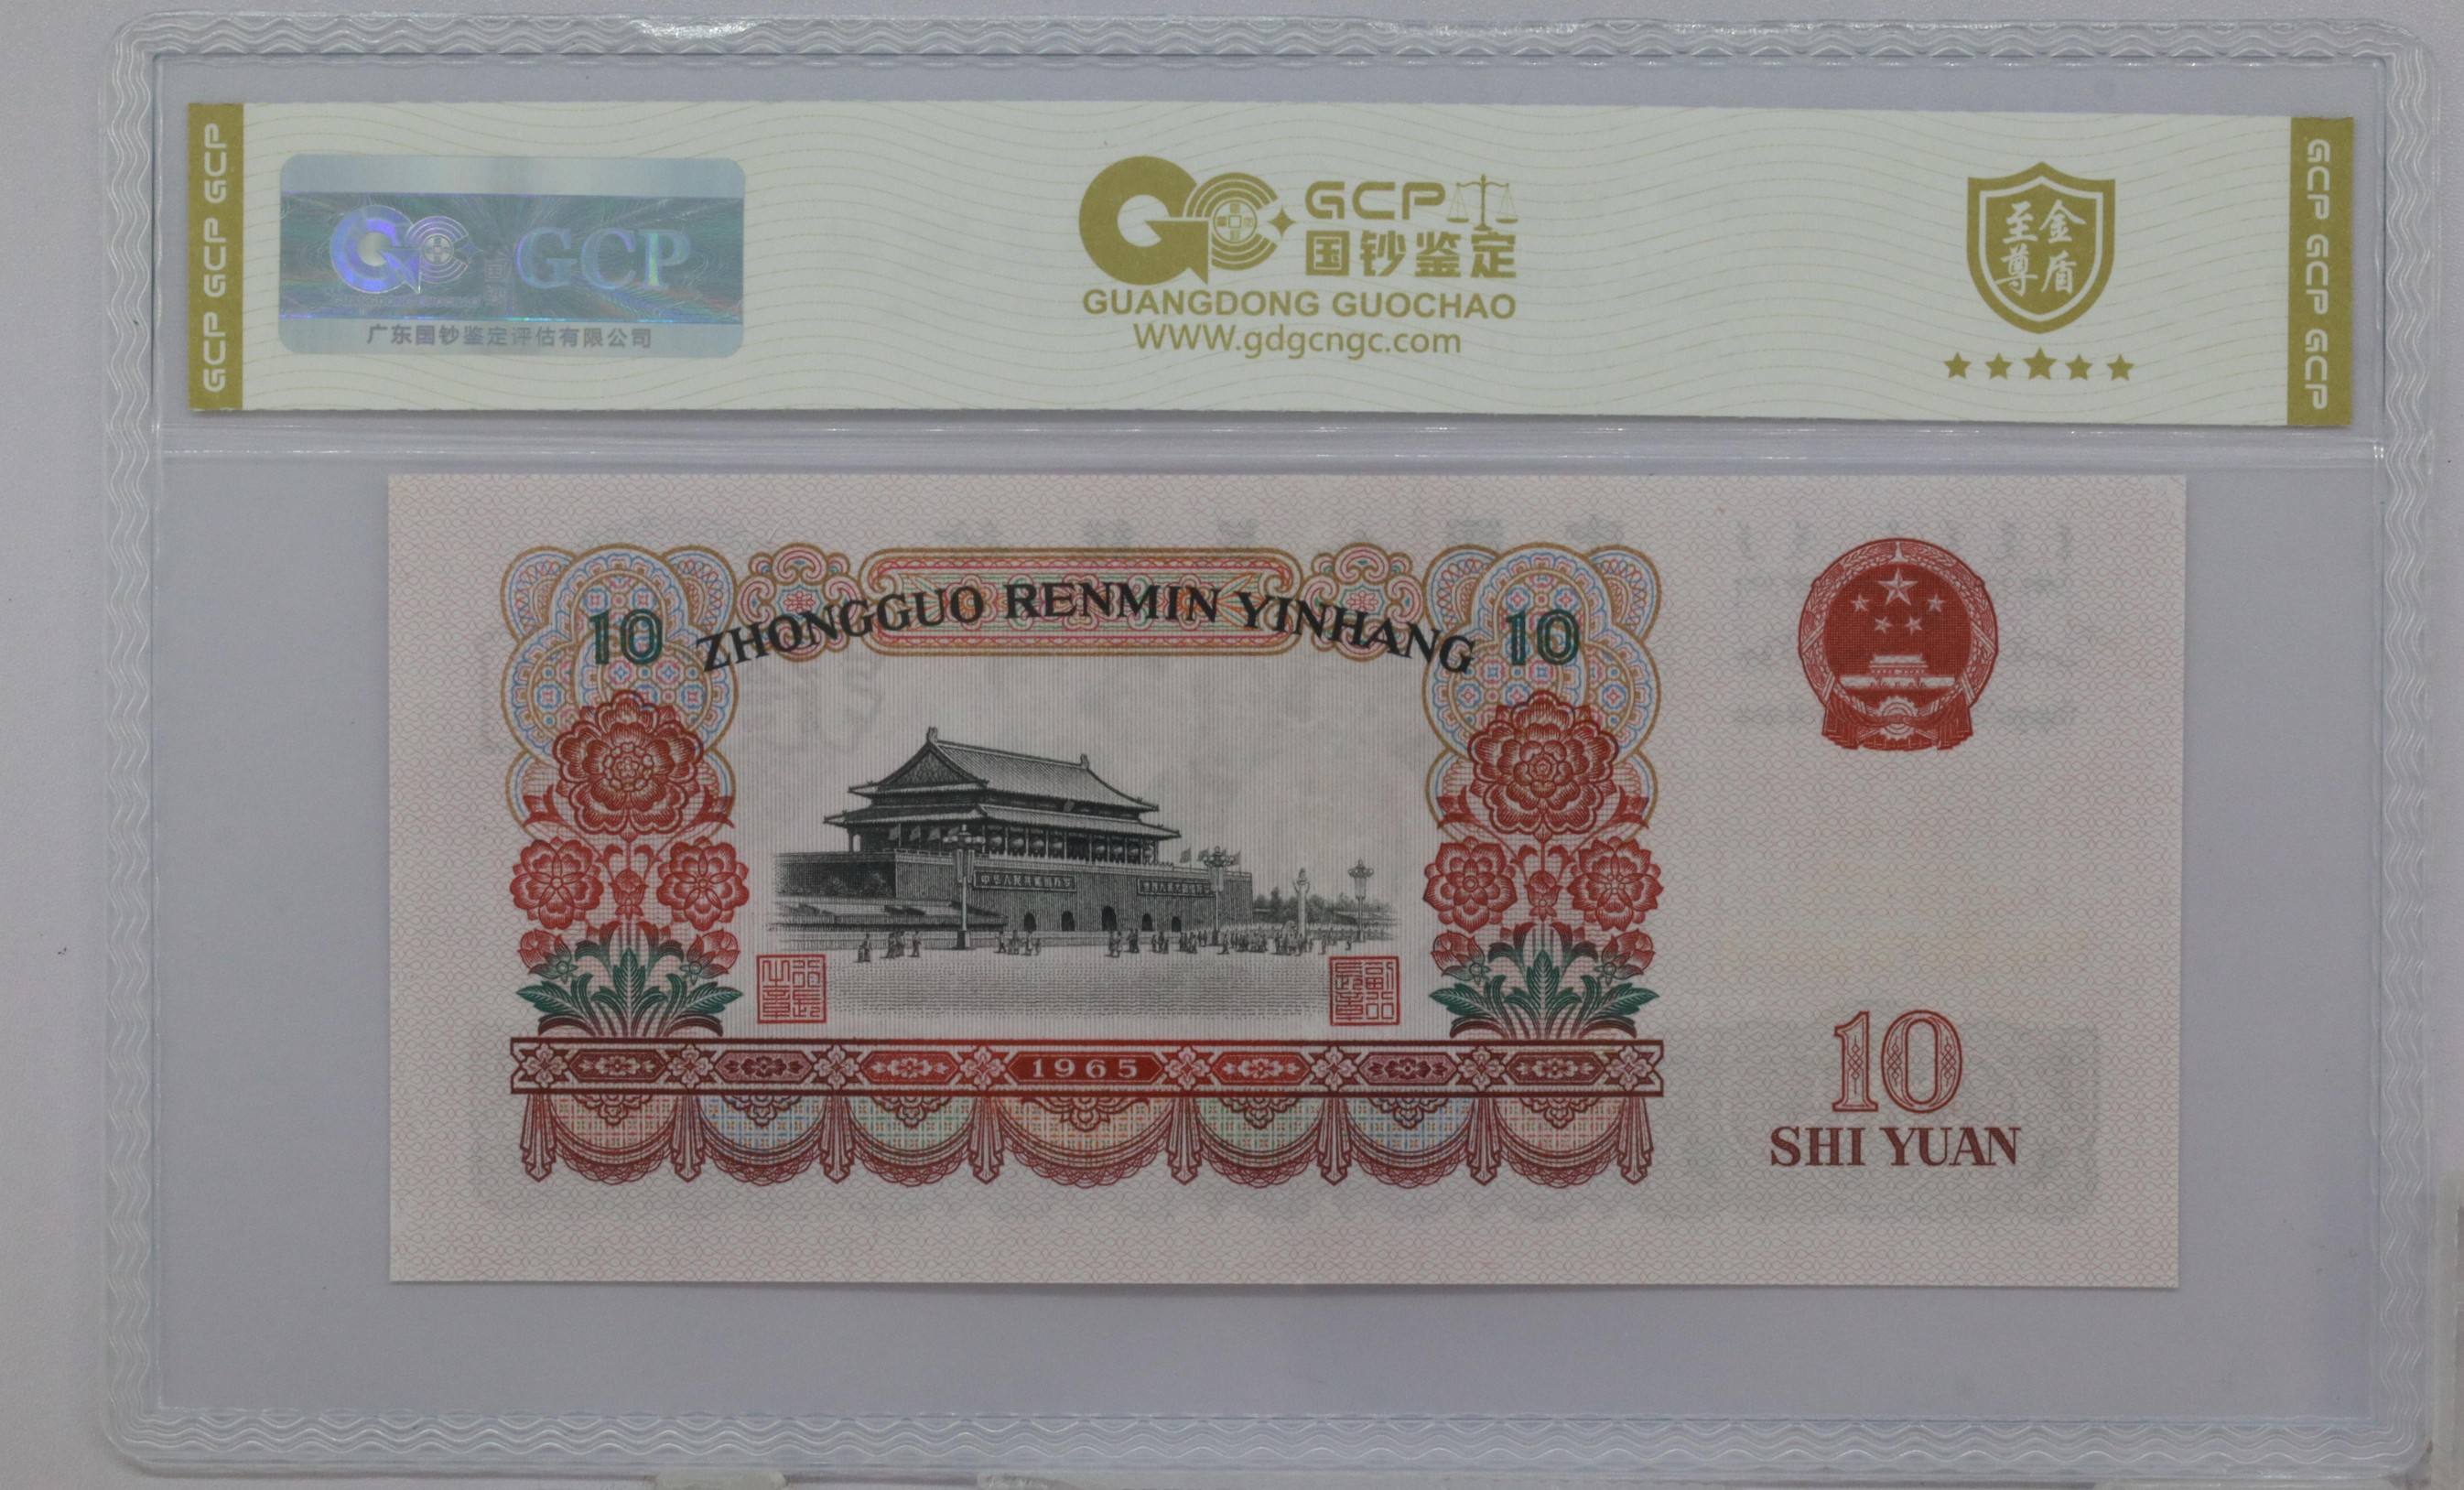 GCP GCP GCP
GCP
广东国钞鉴定评估有限公司
GCP
国钞鉴定
GUANGDONG GUOCHAO
WWW.gdgcngc.com
至金
尊盾
GCP GCP GCP
10 ZHONGGUO RENMIN YINHANG 10
1965
10
SHI YUAN